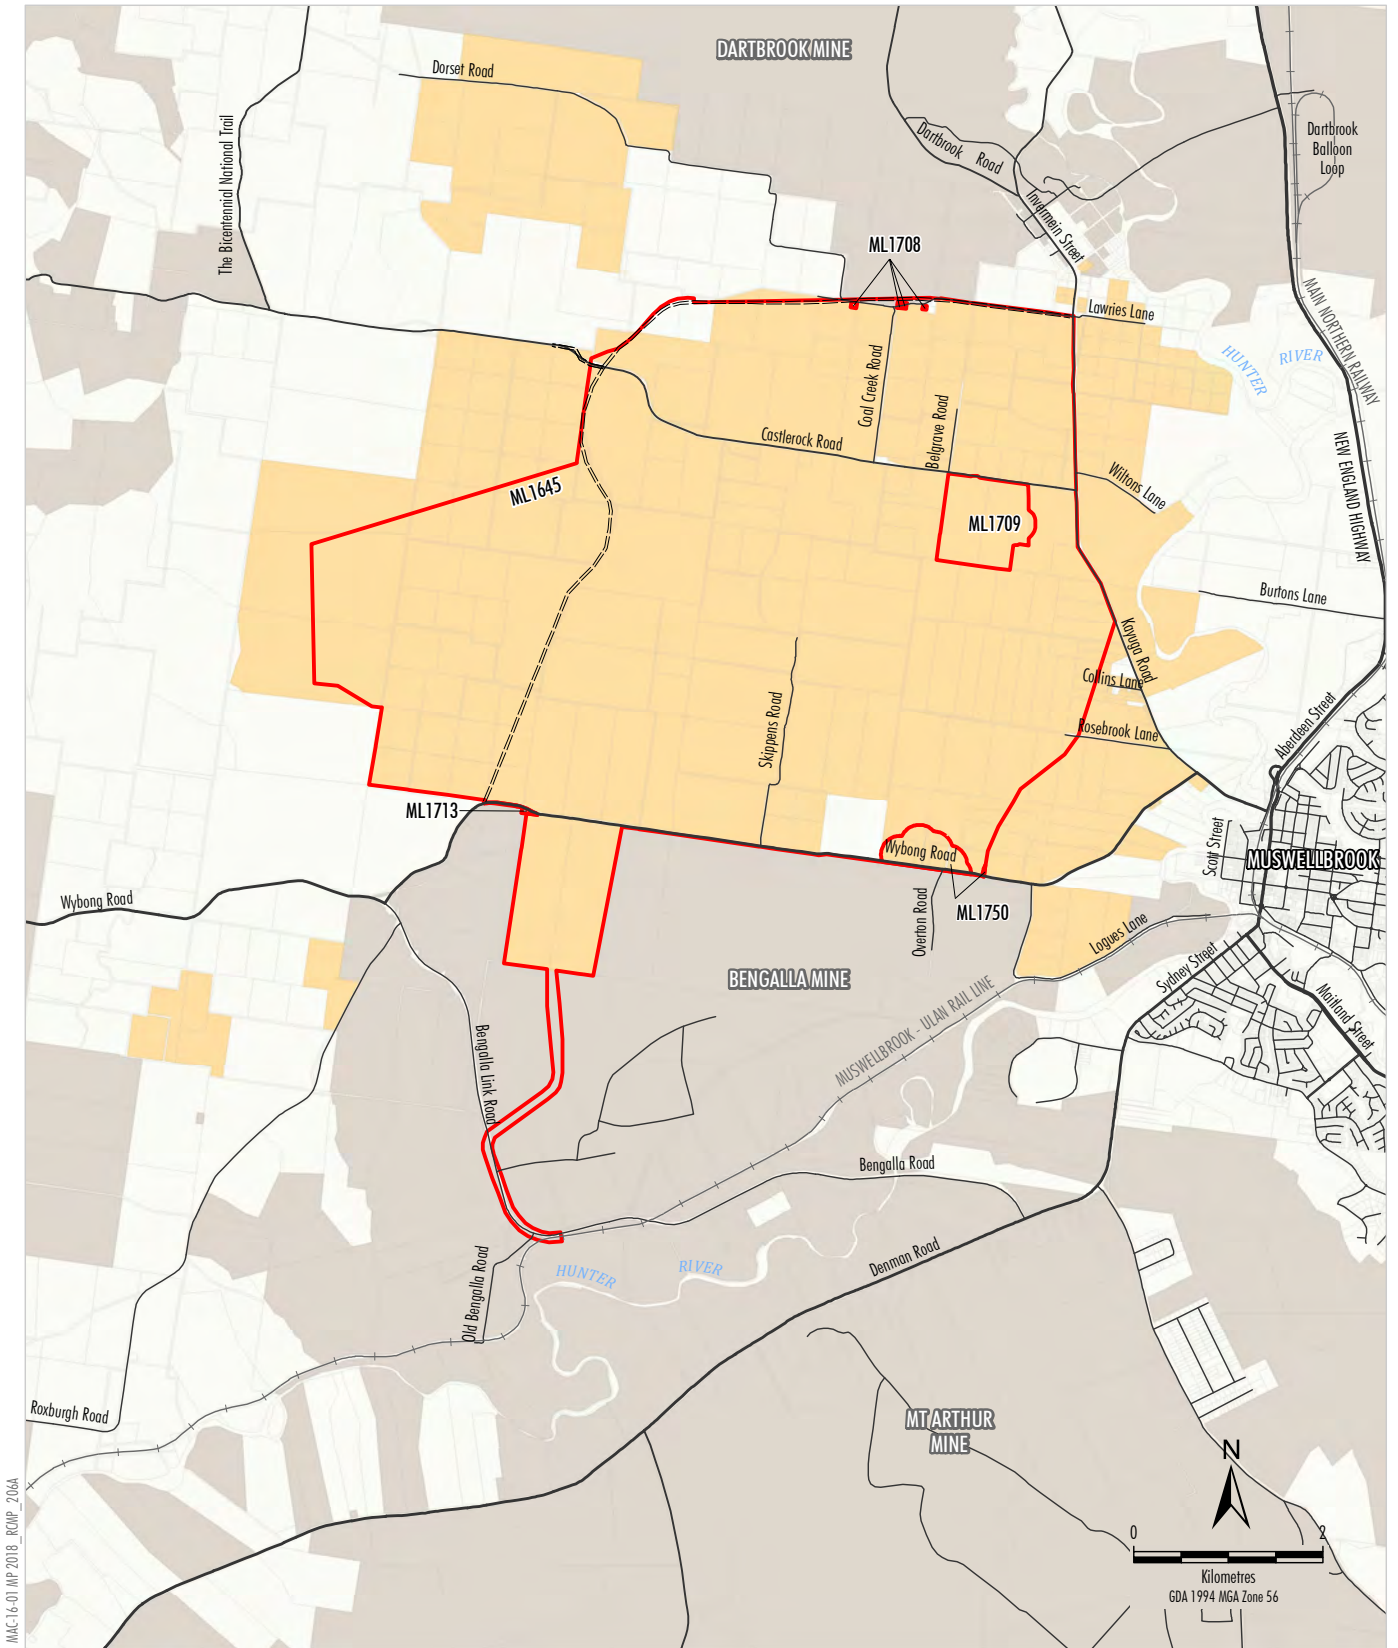 DARTBROOK MINE
Dorset Road
The Bicentennial National Trail
Dartbrook Road
Dartbrook
Balloon
Loop
Invermein Street
ML1708
Lawries Lane
MAIN NORTHERN RAILWAY
HUNTER RIVER
Coal Creek Road
Belgrave Road
Castlerock Road
NEW ENGLAND HIGHWAY
Wiltons Lane
ML1645
ML1709
Burtons Lane
Kayuga Road
Collins Lane
Skippens Road
Rosebrook Lane
Aberdeen Street
ML1713
Scott Street
Wybong Road
MUSWELLBROOK
Wybong Road
ML1750
Overton Road
Logues Lane
Sydney Street
BENGALLA MINE
MUSWELLBROOK - ULAN RAIL LINE
Maitland Street
Bengalla Link Road
Bengalla Road
Denman Road
Old Bengalla Road
HUNTER RIVER
Roxburgh Road
MT ARTHUR
MINE
N
0 2
Kilometres
GDA 1994 MGA Zone 56
MAC-16-01 MP 2018_RCMP_206A